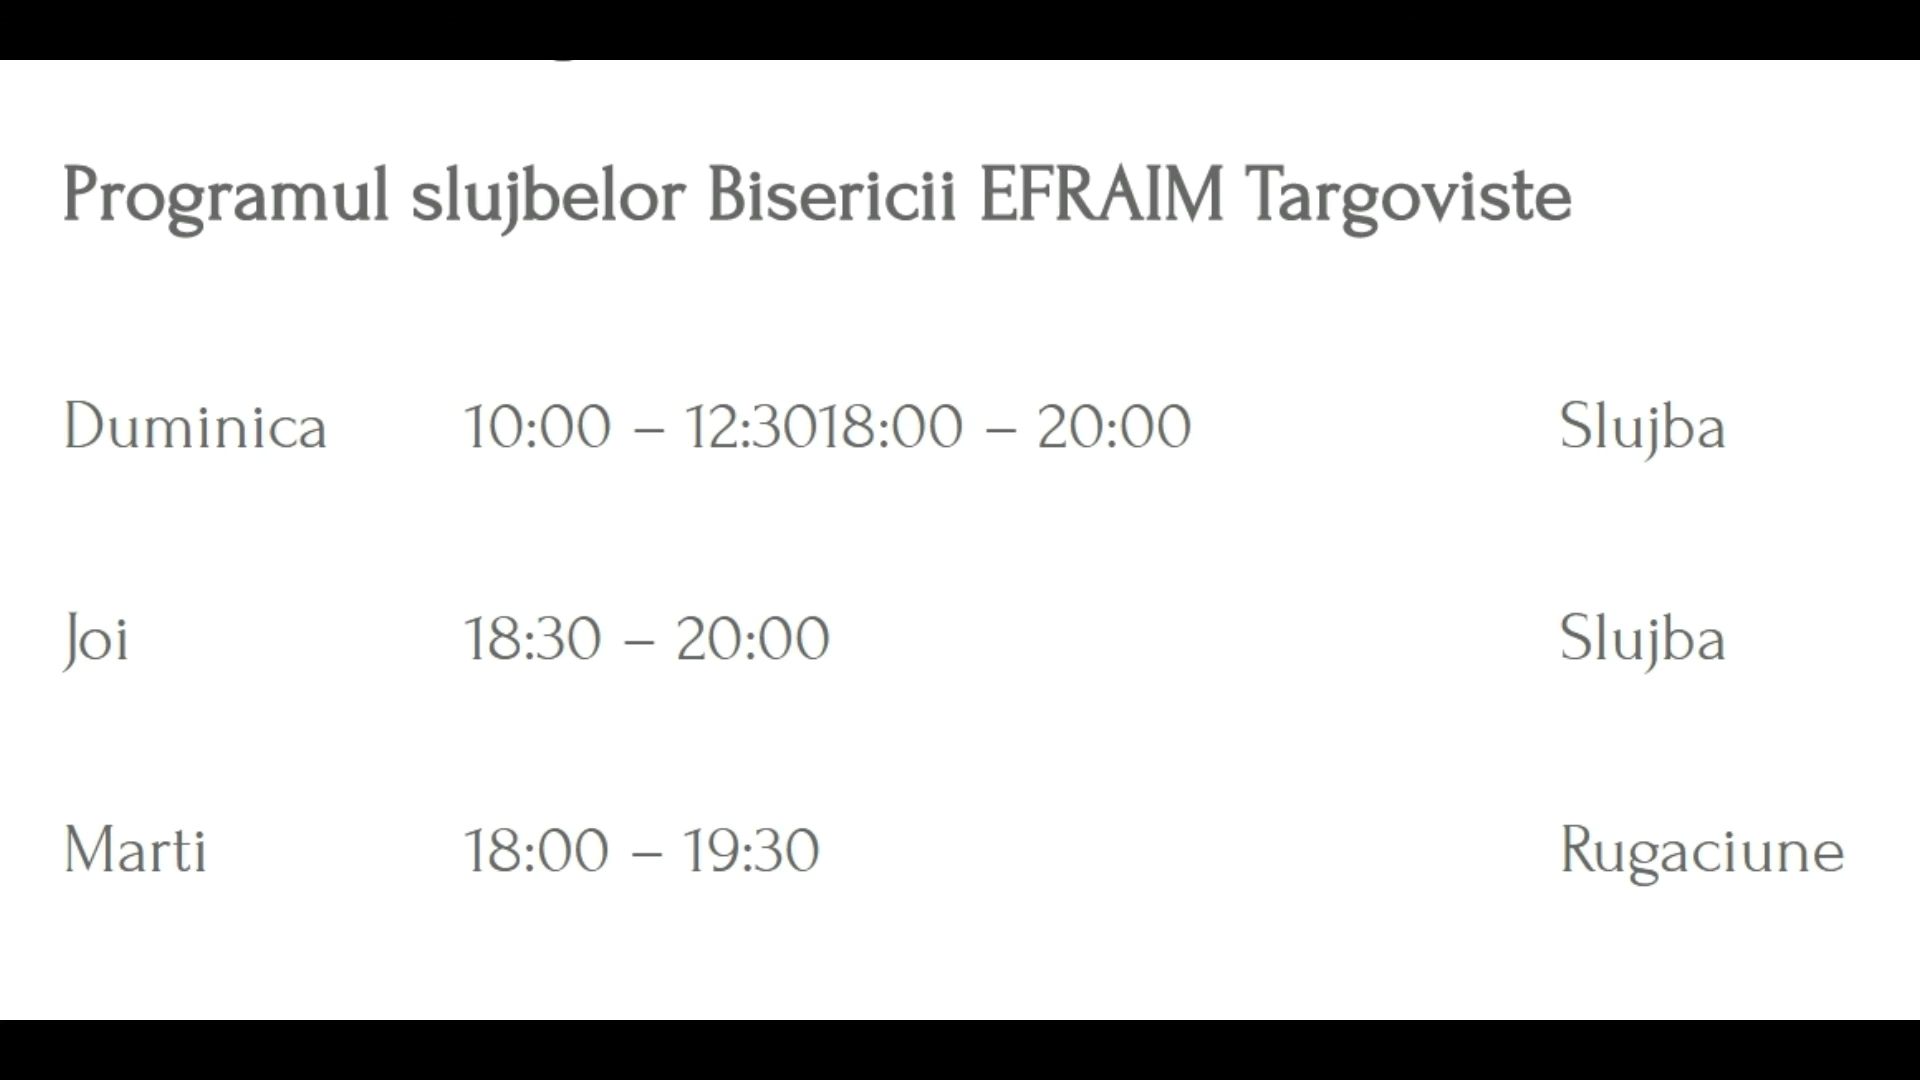 Programul slujbelor Bisericii EFRAIM Targoviste
Duminica 10:00 – 12:3018:00 – 20:00 Slujba
Joi 18:30 – 20:00 Slujba
Marti 18:00 – 19:30 Rugaciune